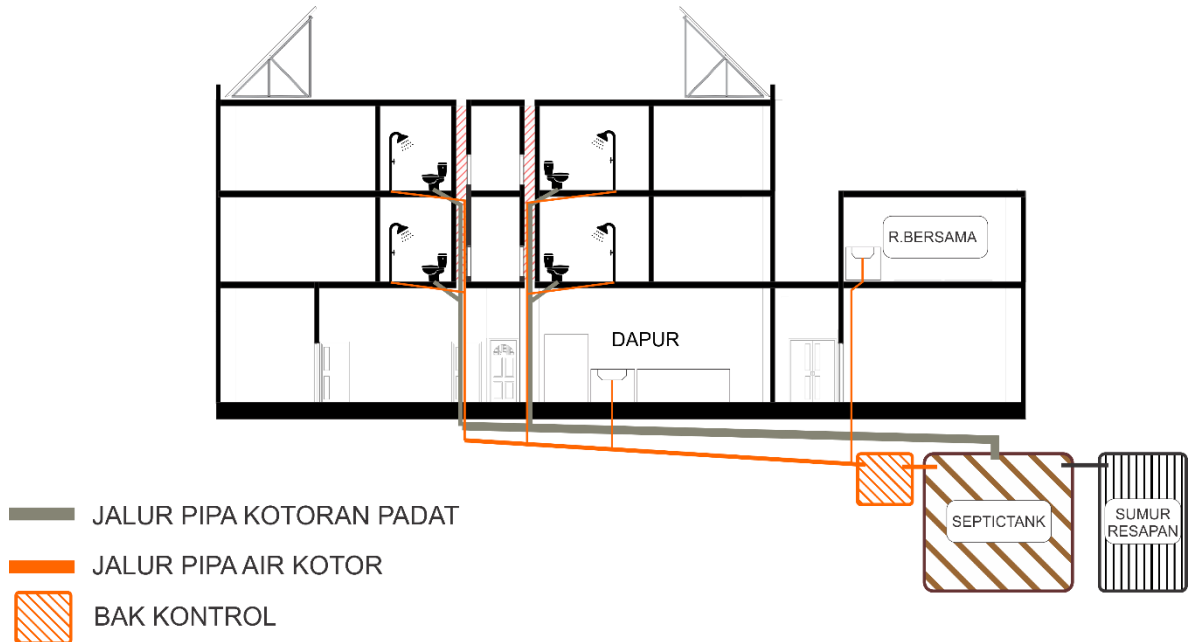 R.BERSAMA
DAPUR
SEPTICTANK
SUMUR
RESAPAN
JALUR PIPA KOTORAN PADAT
JALUR PIPA AIR KOTOR
BAK KONTROL